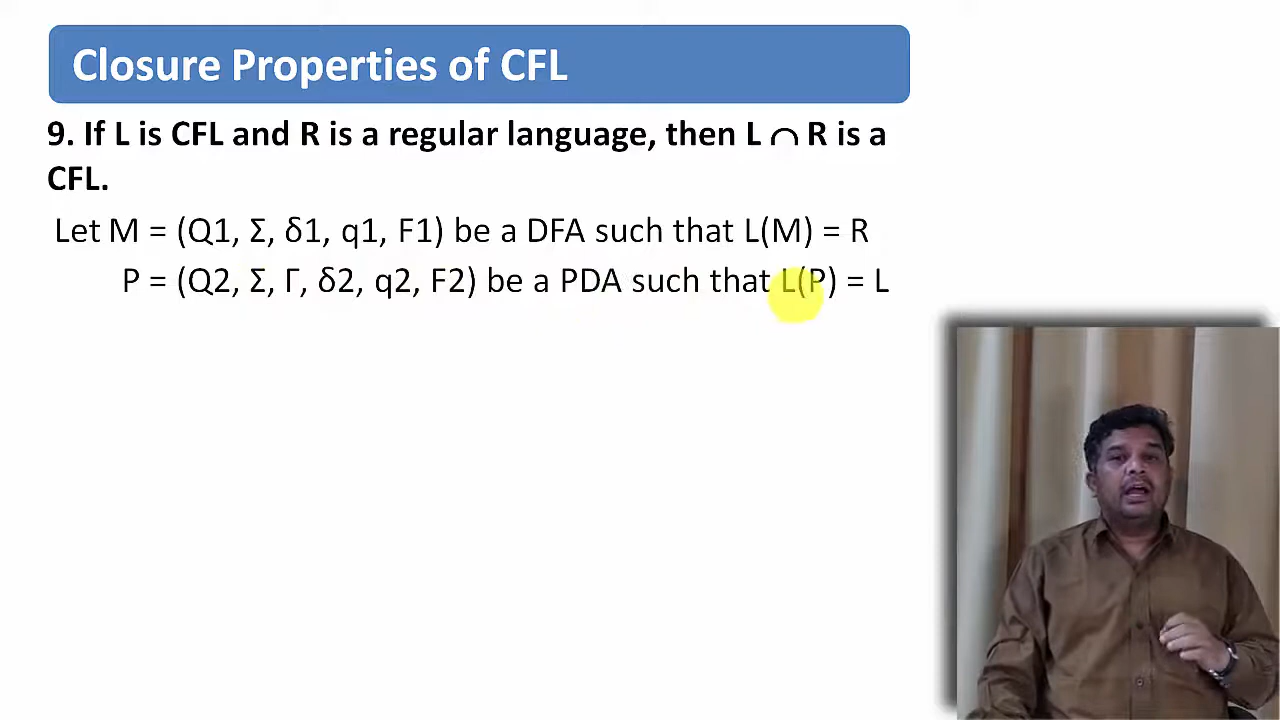 Closure Properties of CFL
9. If L is CFL and R is a regular language, then L ∩ R is a
CFL.
Let M = (Q1, Σ, δ1, q1, F1) be a DFA such that L(M) = R
P = (Q2, Σ, Γ, δ2, q2, F2) be a PDA such that L(P) = L